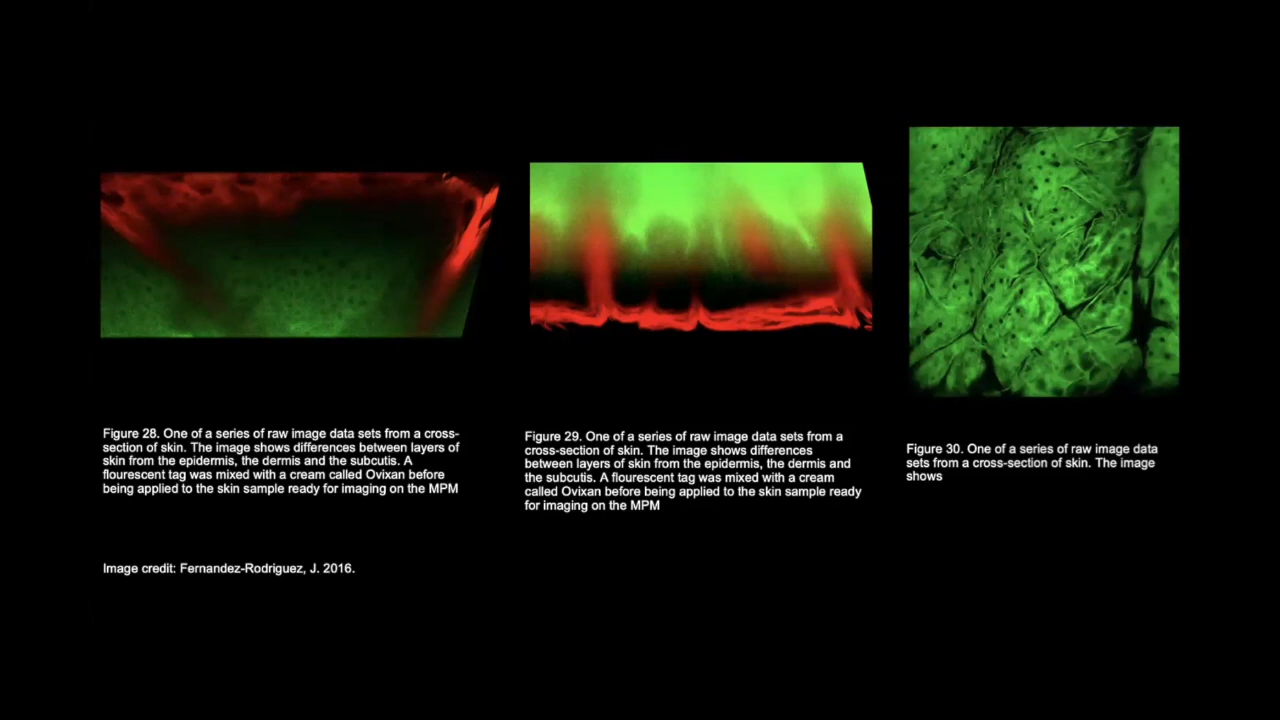 Figure 28. One of a series of raw image data sets from a cross-
section of skin. The image shows differences between layers of
skin from the epidermis, the dermis and the subcutis. A
flourescent tag was mixed with a cream called Ovixan before
being applied to the skin sample ready for imaging on the MPM
Figure 29. One of a series of raw image data sets from a
cross-section of skin. The image shows differences
between layers of skin from the epidermis, the dermis and
the subcutis. A flourescent tag was mixed with a cream
called Ovixan before being applied to the skin sample ready
for imaging on the MPM
Figure 30. One of a series of raw image data
sets from a cross-section of skin. The image
shows
Image credit: Fernandez-Rodriguez, J. 2016.